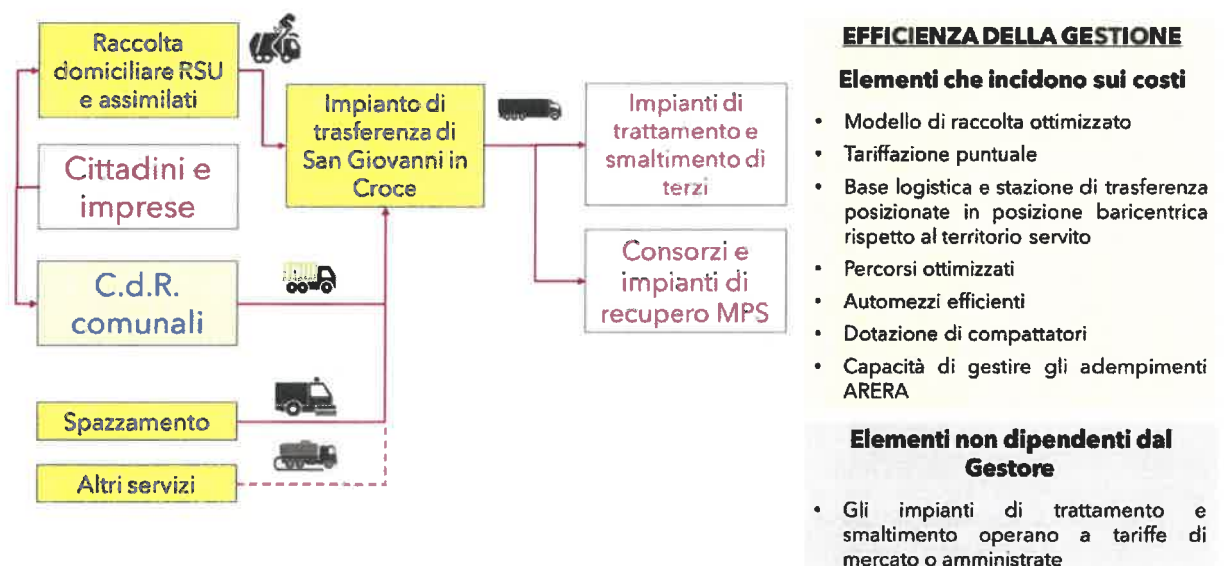 Raccolta
domiciliare RSU
e assimilati
Cittadini e
imprese
C.d.R.
comunali
Spazzamento
Altri servizi
Impianto di
trasferenza di
San Giovanni in
Croce
Impianti di
trattamento e
smaltimento di
terzi
Consorzi e
impianti di
recupero MPS
EFFICIENZA DELLA GESTIONE
Elementi che incidono sui costi
• Modello di raccolta ottimizzato
• Tariffazione puntuale
• Base logistica e stazione di trasferenza
posizionate in posizione baricentrica
rispetto al territorio servito
• Percorsi ottimizzati
• Automezzi efficienti
• Dotazione di compattatori
• Capacità di gestire gli adempimenti
ARERA
Elementi non dipendenti dal
Gestore
• Gli impianti di trattamento e
smaltimento operano a tariffe di
mercato o amministrate